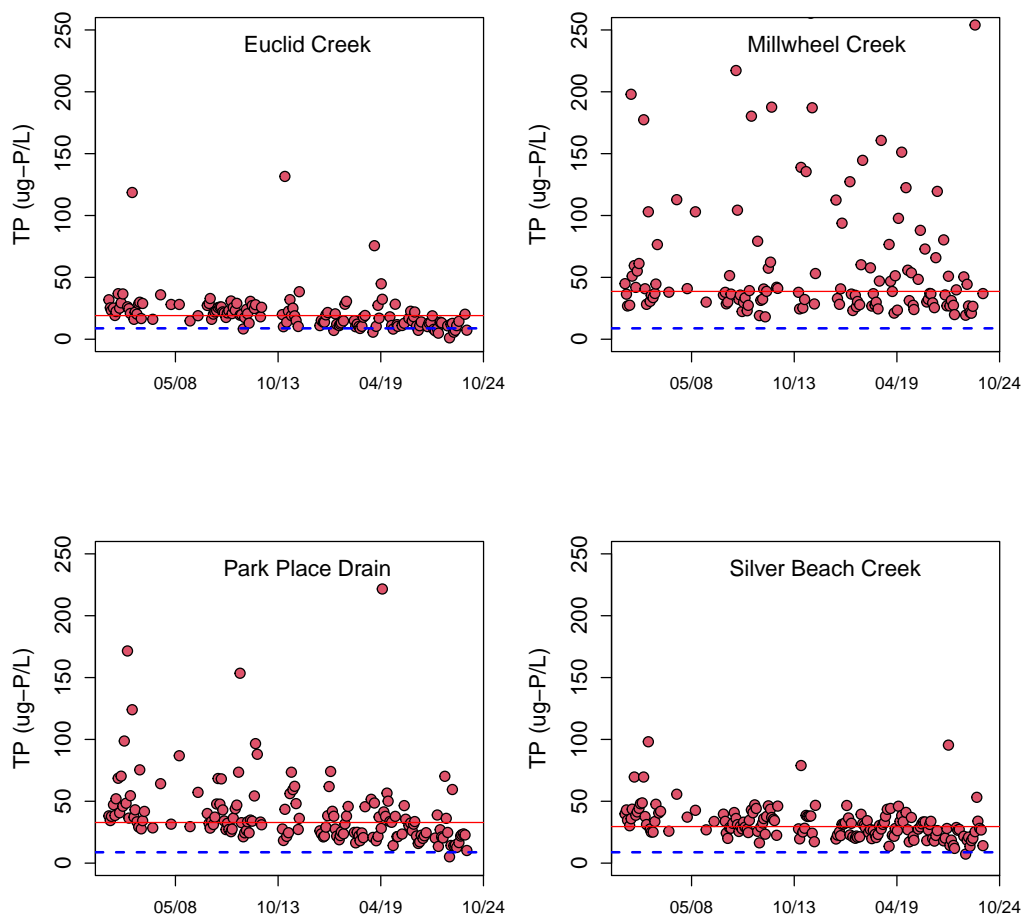 Euclid Creek
TP (ug−P/L)
250
200
150
100
50
0
05/08 10/13 04/19 10/24
Millwheel Creek
TP (ug−P/L)
250
200
150
100
50
0
05/08 10/13 04/19 10/24
Park Place Drain
TP (ug−P/L)
250
200
150
100
50
0
05/08 10/13 04/19 10/24
Silver Beach Creek
TP (ug−P/L)
250
200
150
100
50
0
05/08 10/13 04/19 10/24